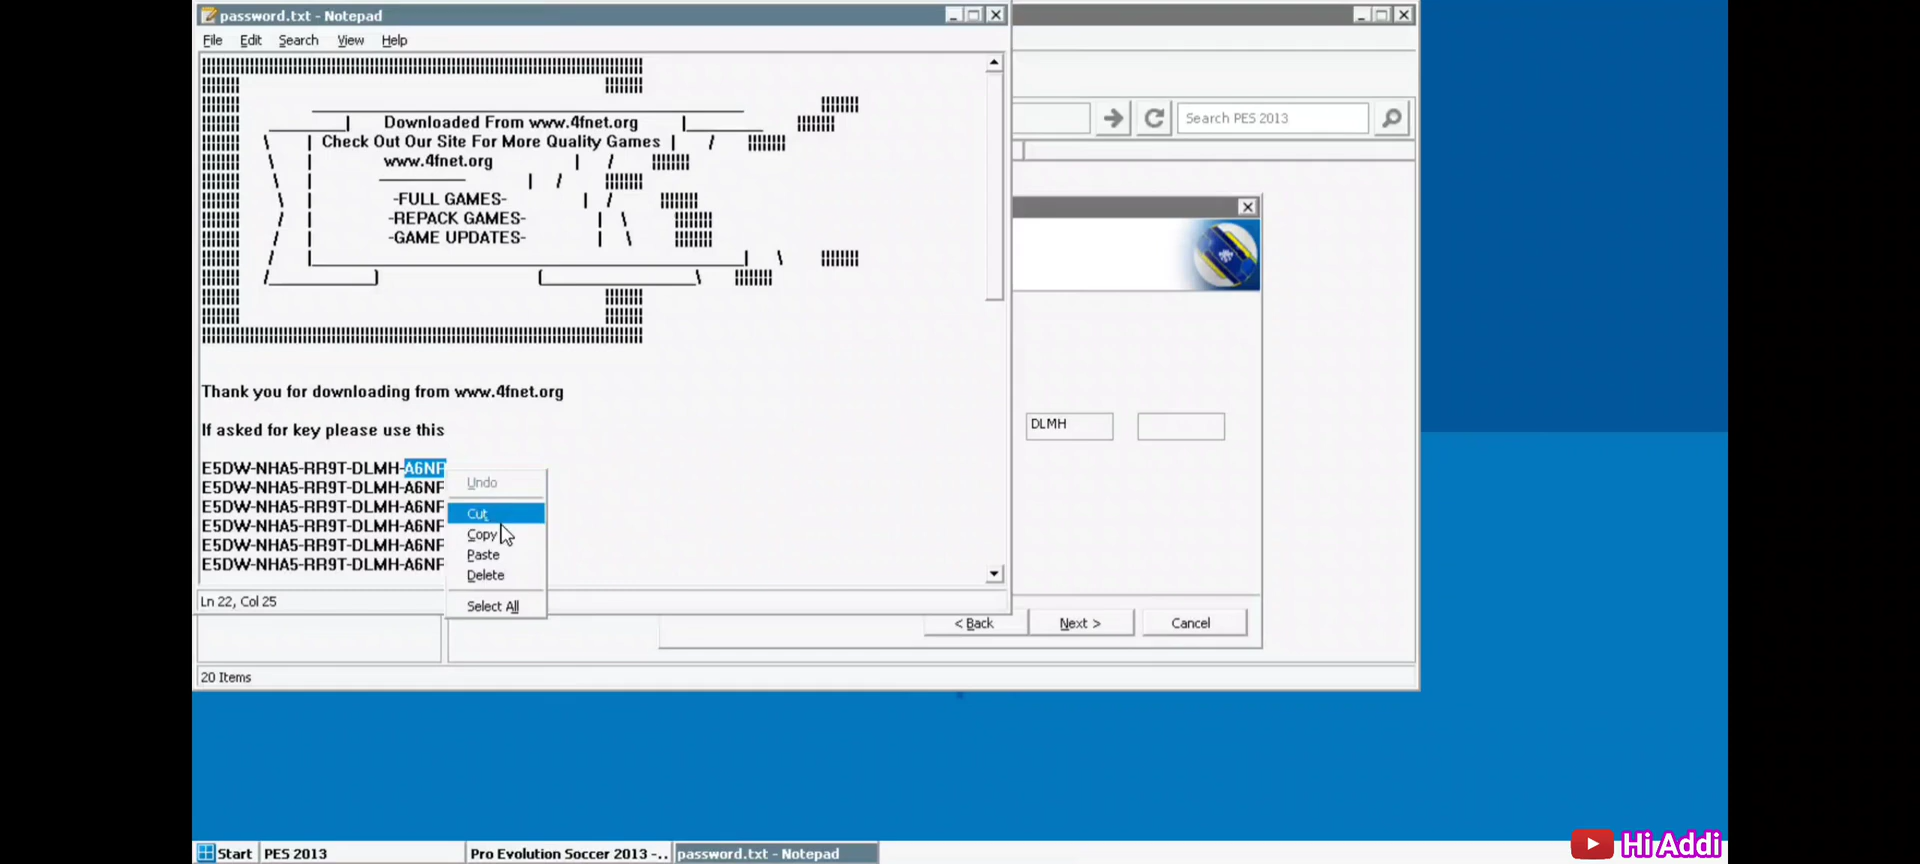 password.txt - Notepad
File Edit Search View Help
Downloaded From www.4fnet.org
Check Out Our Site For More Quality Games
www.4fnet.org
-FULL GAMES-
-REPACK GAMES-
-GAME UPDATES-
Thank you for downloading from www.4fnet.org
If asked for key please use this
E5DW-NHA5-RR9T-DLMH-A6NF
E5DW-NHA5-RR9T-DLMH-A6NF
E5DW-NHA5-RR9T-DLMH-A6NF
E5DW-NHA5-RR9T-DLMH-A6NF
E5DW-NHA5-RR9T-DLMH-A6NF
E5DW-NHA5-RR9T-DLMH-A6NF
Undo
Cut
Copy
Paste
Delete
Select All
Ln 22, Col 25
Search PES 2013
DLMH
< Back Next > Cancel
20 Items
Start PES 2013 Pro Evolution Soccer 2013 -.. password.txt - Notepad
Hi Addi